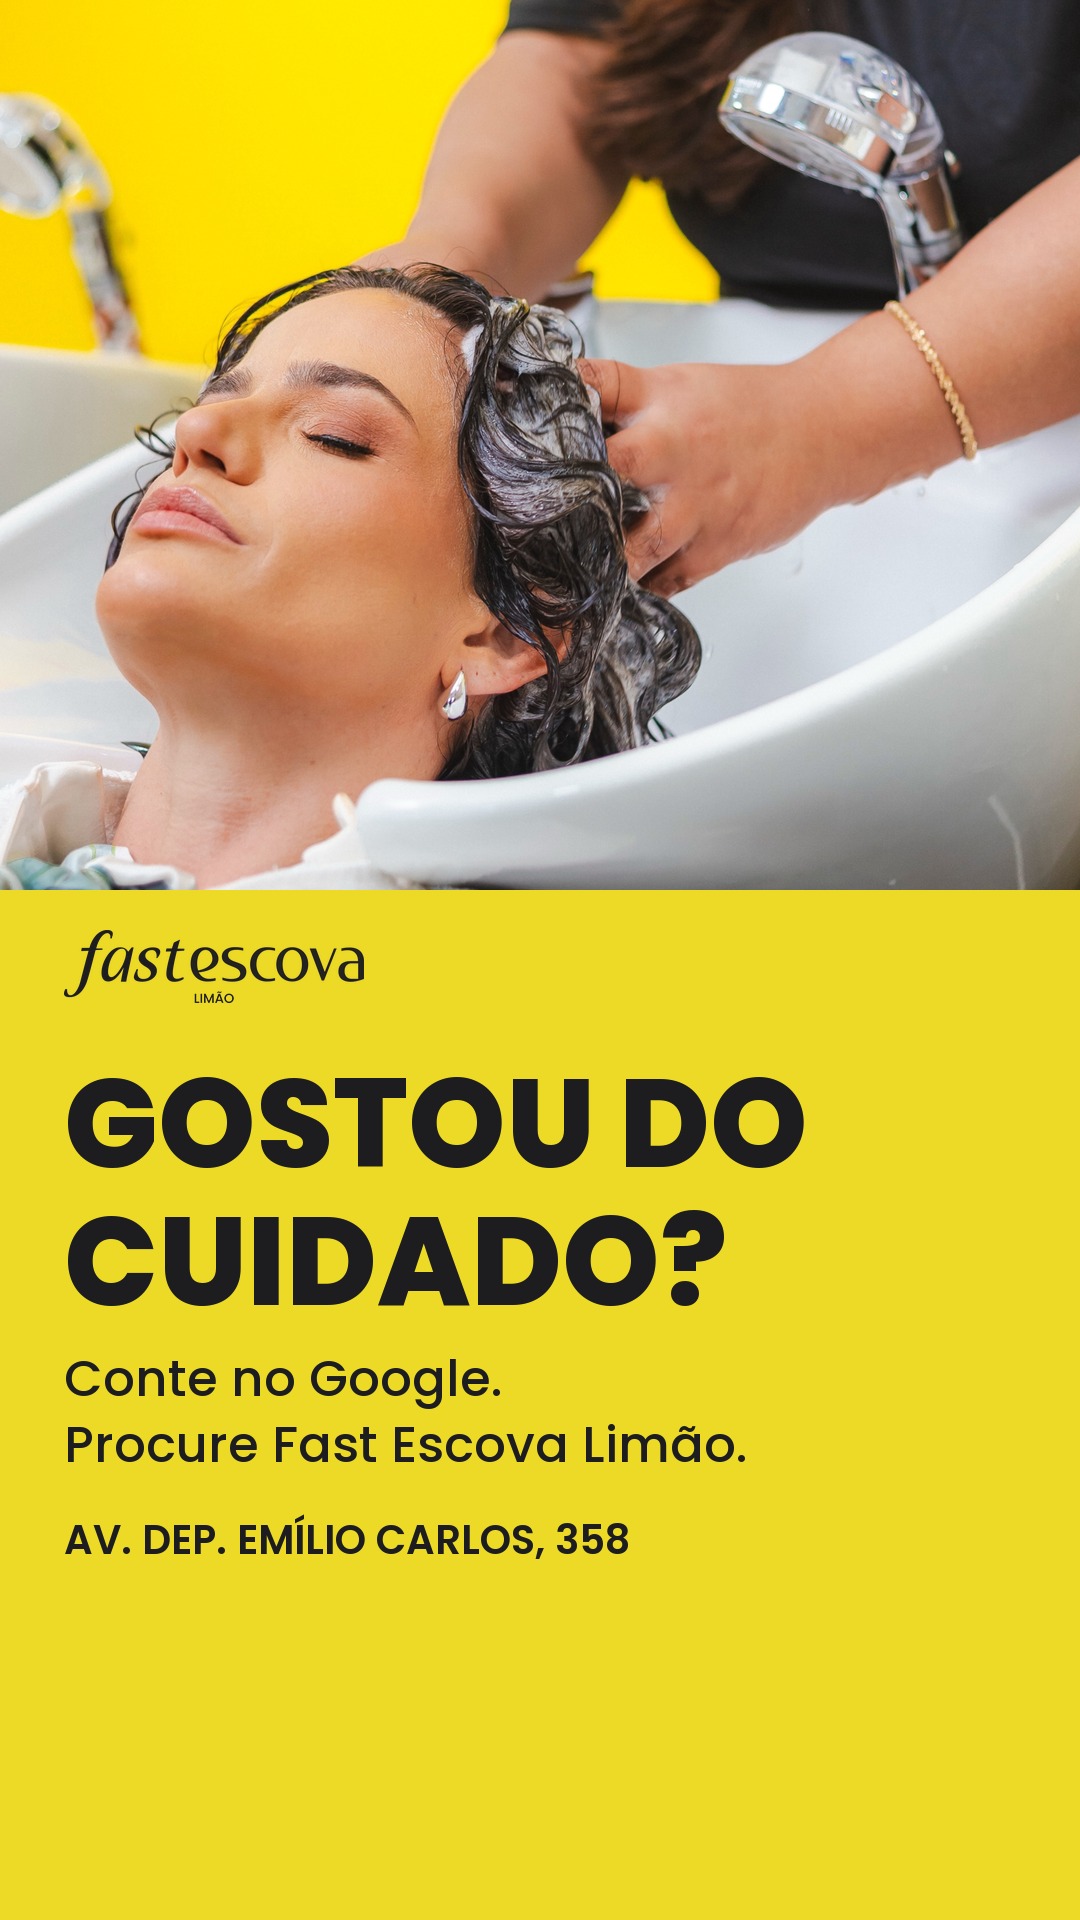 fastescova
LIMÃO
GOSTOU DO
CUIDADO?
Conte no Google.
Procure Fast Escova Limão.
AV. DEP. EMÍLIO CARLOS, 358